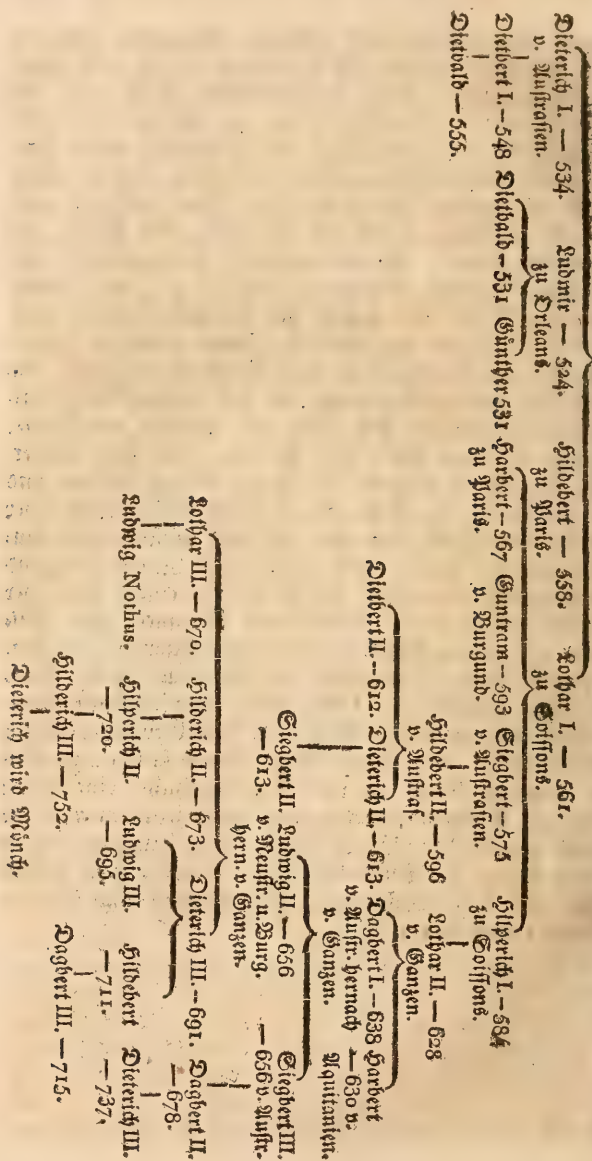 Dieterich I. — 534. Ludmir — 524. Hildebert — 558. Lothar I. — 561.
v. Auſtraſien. zu Orleans. zu Paris. zu Soiſſons.
Dietbert I. – 548 Dietbald – 531 Günther 531 Harbert – 567 Guntram – 593 Siegbert – 575 Hilperich I. – 584
zu Paris. v. Burgund. v. Auſtraſien. zu Soiſſons.
Dietbald — 555. Hildebert II. — 596 Lothar II. — 628
v. Auſtraſ. v. Ganzen.
Dietbert II. – 612. Dieterich II. – 613. Dagbert I. – 638 Harbert
v. Auſtr. hernach — 630 v.
v. Ganzen. Aquitanien.
Siegbert II. Ludwig II. — 656 Siegbert III.
— 613. v. Neuſtr. u. Burg. — 656 v. Auſtr.
hern. v. Ganzen.
Lothar III. — 670. Hilderich II. — 673. Dieterich III. — 691. Dagbert II.
— 678.
Ludwig Nothus. Hilperich II. Ludwig III. Hildebert Dieterich III.
— 720. — 695. — 711. — 737.
Hilderich III. — 752. Dagbert III. — 715.
Dieterich wird Mönch.